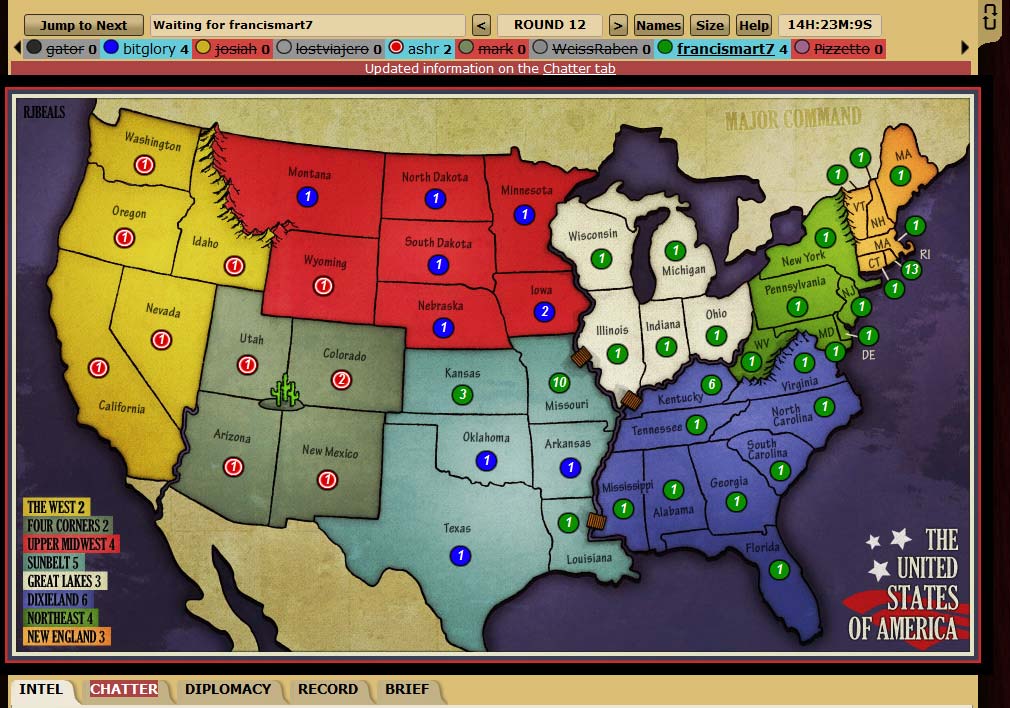 Jump to Next Waiting for francismart7 < ROUND 12 > Names Size Help 14H:23M:9S
gator 0 bitglory 4 josiah 0 lostviajero 0 ashr 2 mark 0 WeissRaben 0 francismart7 4 Pizzetto 0
Updated information on the Chatter tab
RJBEALS
MAJOR COMMAND
Washington
1
Oregon
1
Idaho
1
Nevada
1
California
1
Montana
1
North Dakota
1
Minnesota
1
South Dakota
1
Wyoming
1
Nebraska
1
Iowa
2
Utah
1
Colorado
2
Arizona
1
New Mexico
1
Kansas
3
Missouri
10
Oklahoma
1
Arkansas
1
Texas
1
Louisiana
1
Wisconsin
1
Michigan
1
Illinois
1
Indiana
1
Ohio
1
Kentucky
6
Tennessee
1
Mississippi
1
Alabama
1
Georgia
1
Florida
1
South Carolina
1
North Carolina
1
Virginia
1
WV
1
MD
1
DE
1
NJ
1
Pennsylvania
1
New York
1
VT
1
NH
1
MA
1
MA
1
RI
13
CT
1
THE WEST 2
FOUR CORNERS 2
UPPER MIDWEST 4
SUNBELT 5
GREAT LAKES 3
DIXIELAND 6
NORTHEAST 4
NEW ENGLAND 3
THE
UNITED
STATES
OF AMERICA
INTEL CHATTER DIPLOMACY RECORD BRIEF